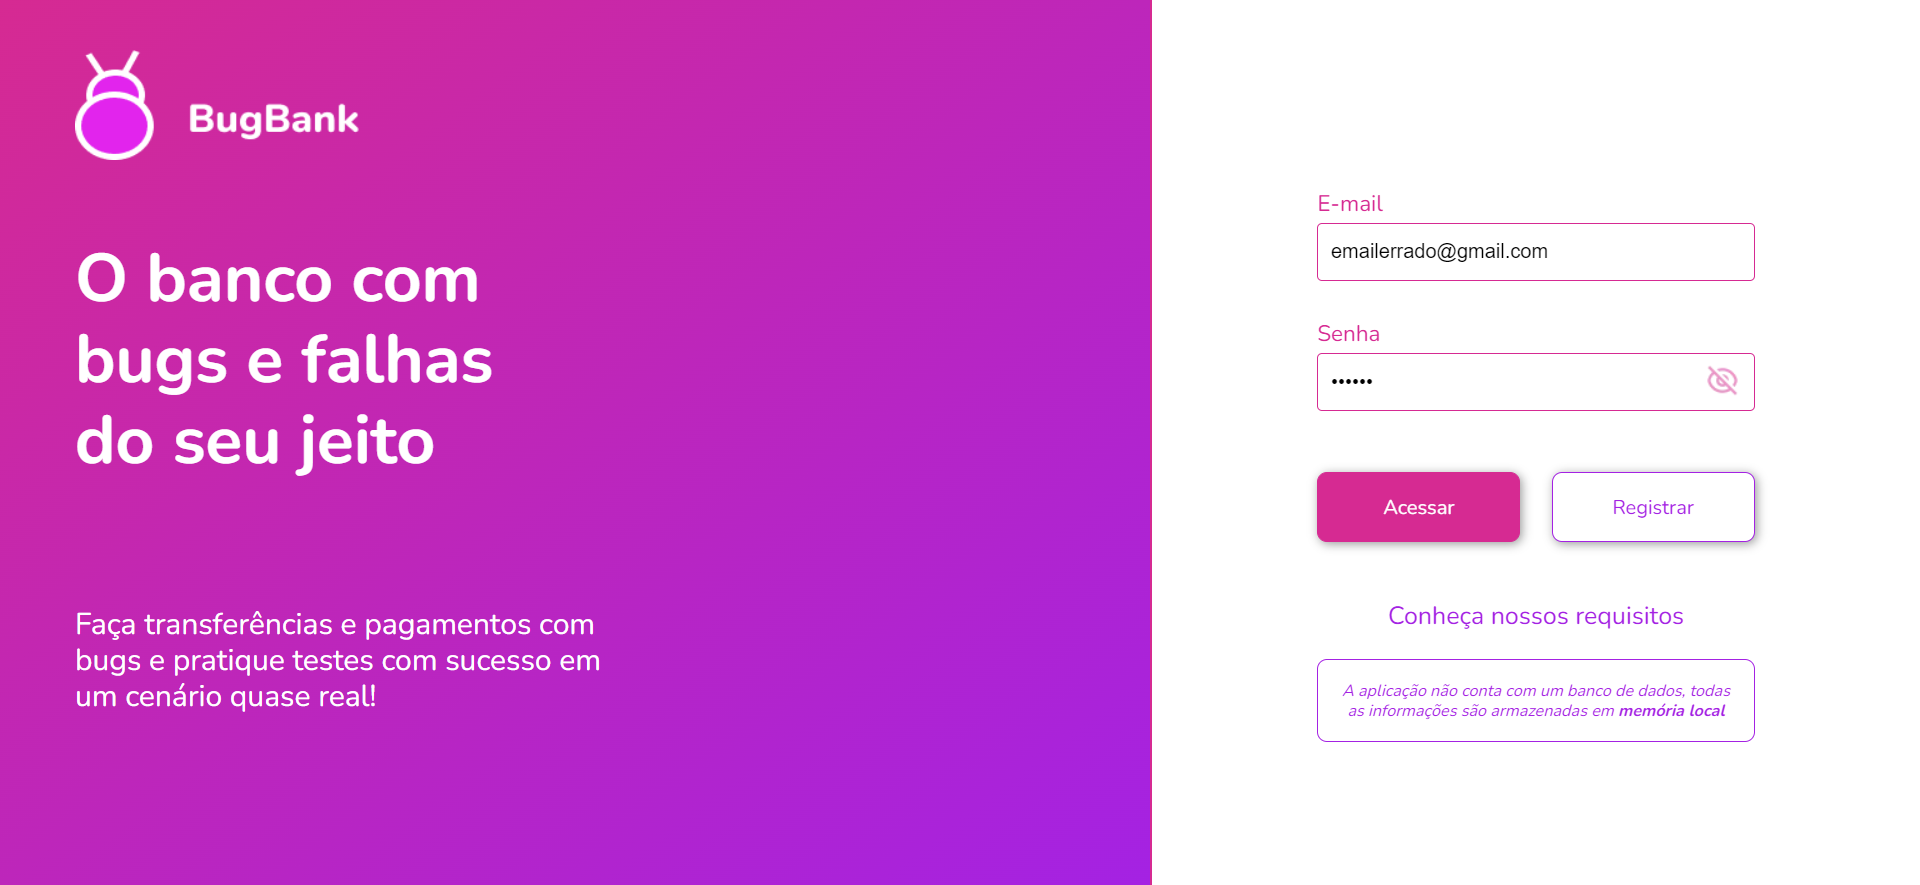 BugBank
O banco com
bugs e falhas
do seu jeito
Faça transferências e pagamentos com
bugs e pratique testes com sucesso em
um cenário quase real!
E-mail
emailerrado@gmail.com
Senha
••••••
Acessar
Registrar
Conheça nossos requisitos
A aplicação não conta com um banco de dados, todas
as informações são armazenadas em memória local